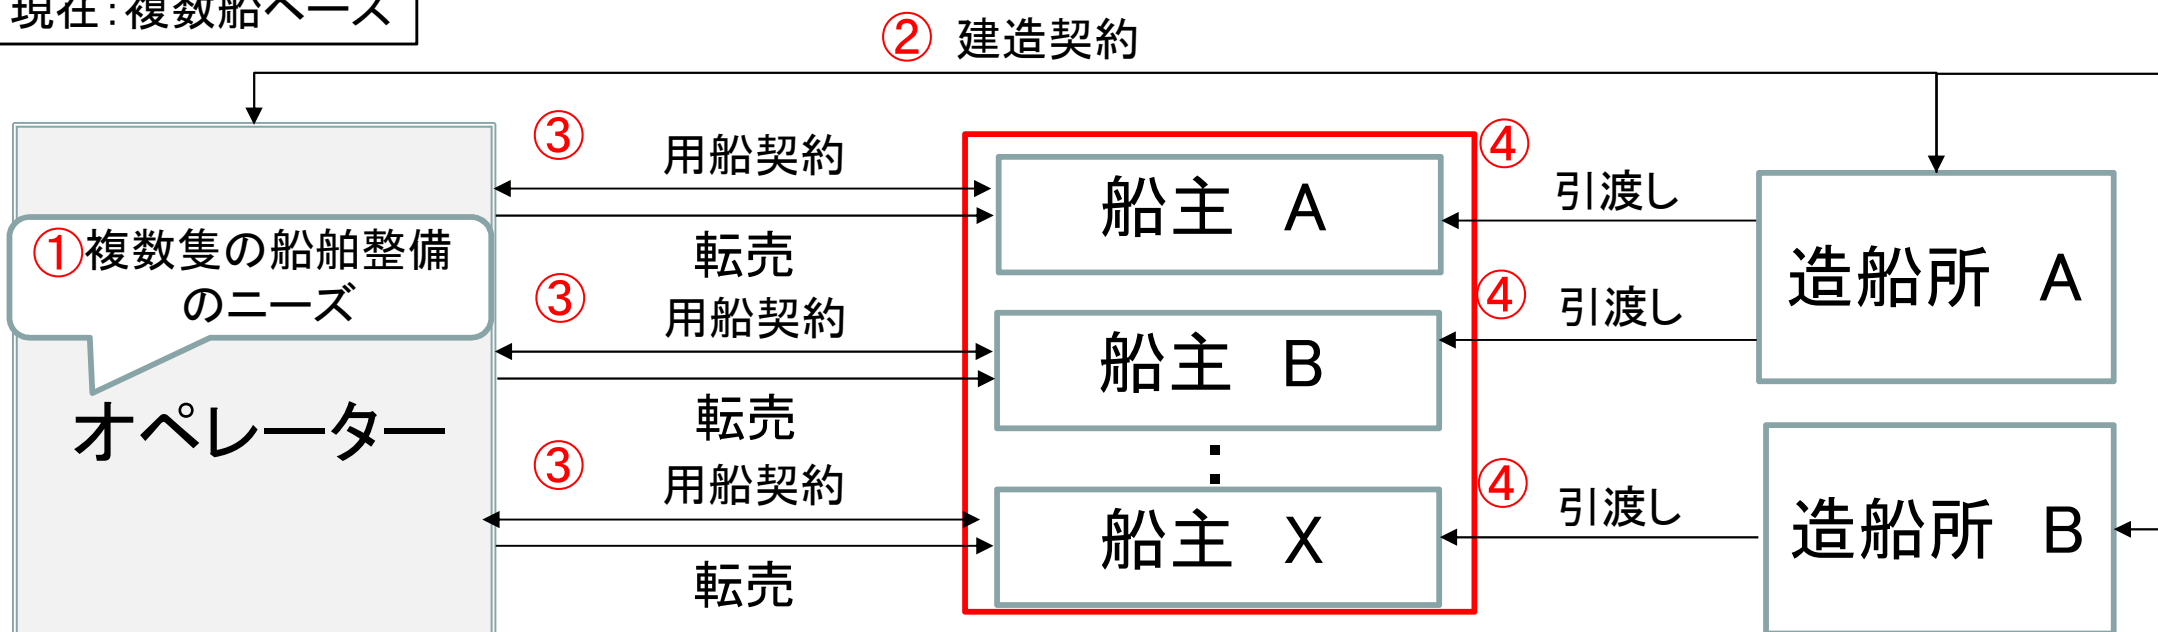 現在:複数船ベース
② 建造契約
③ 用船契約
転売
③ 用船契約
転売
③ 用船契約
転売
①複数隻の船舶整備
のニーズ
オペレーター
船主 A
船主 B
：
船主 X
④ 引渡し
④ 引渡し
④ 引渡し
造船所 A
造船所 B